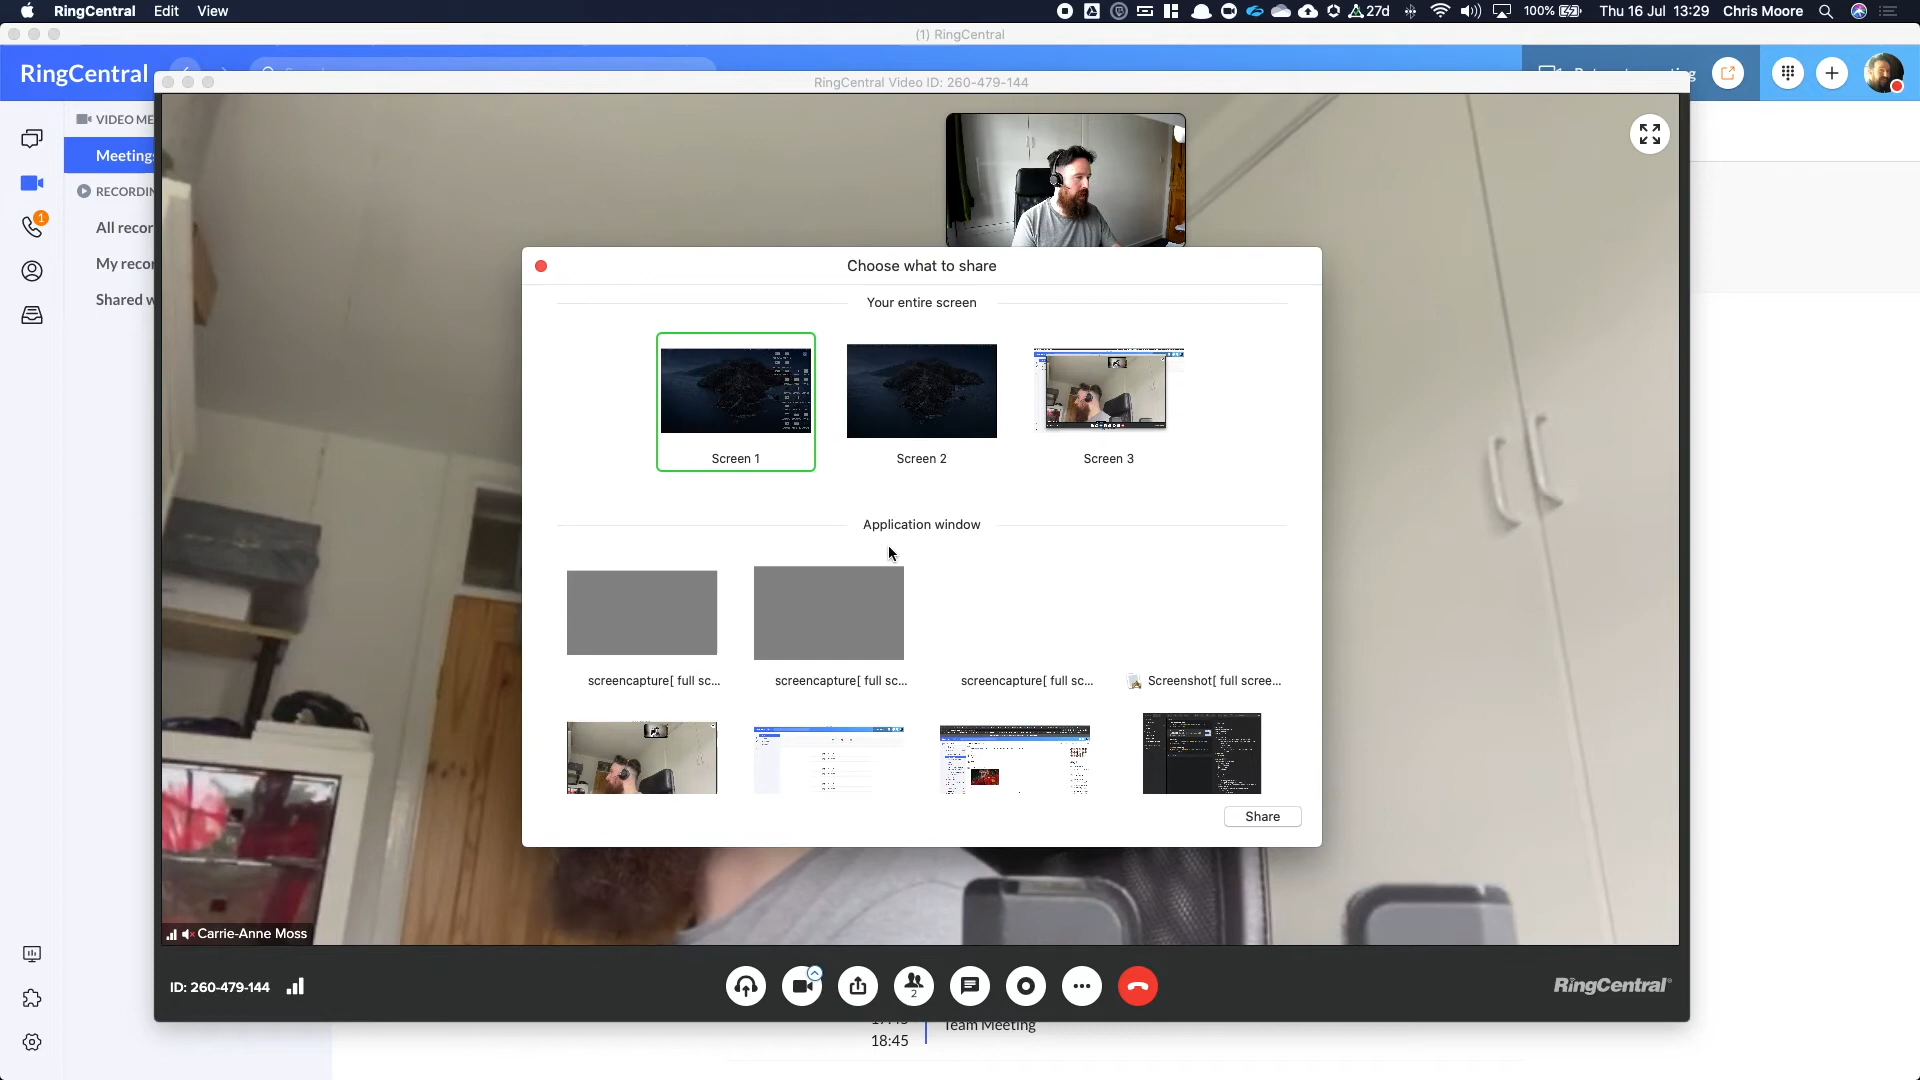 RingCentral Edit View
27d 100% Thu 16 Jul 13:29 Chris Moore
(1) RingCentral
RingCentral
RingCentral Video ID: 260-479-144
VIDEO ME
Meetings
RECORDIN
1
All recor
My recor
Shared w
Choose what to share
Your entire screen
Screen 1 Screen 2 Screen 3
Application window
screencapture[ full sc... screencapture[ full sc... screencapture[ full sc... Screenshot[ full scree...
Share
Carrie-Anne Moss
ID: 260-479-144
2
RingCentral
Team Meeting
18:45